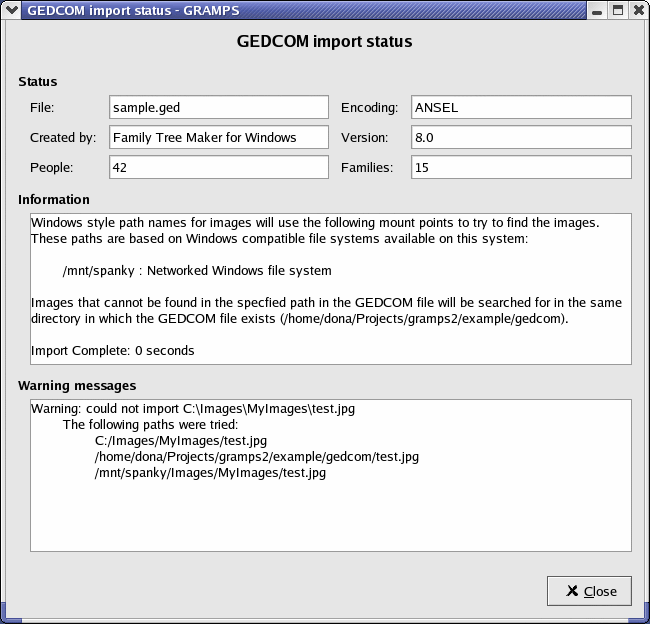 GEDCOM import status - GRAMPS
GEDCOM import status
Status
File: sample.ged Encoding: ANSEL
Created by: Family Tree Maker for Windows Version: 8.0
People: 42 Families: 15
Information
Windows style path names for images will use the following mount points to try to find the images.
These paths are based on Windows compatible file systems available on this system:
/mnt/spanky : Networked Windows file system
Images that cannot be found in the specfied path in the GEDCOM file will be searched for in the same
directory in which the GEDCOM file exists (/home/dona/Projects/gramps2/example/gedcom).
Import Complete: 0 seconds
Warning messages
Warning: could not import C:\Images\MyImages\test.jpg
The following paths were tried:
C:/Images/MyImages/test.jpg
/home/dona/Projects/gramps2/example/gedcom/test.jpg
/mnt/spanky/Images/MyImages/test.jpg
Close